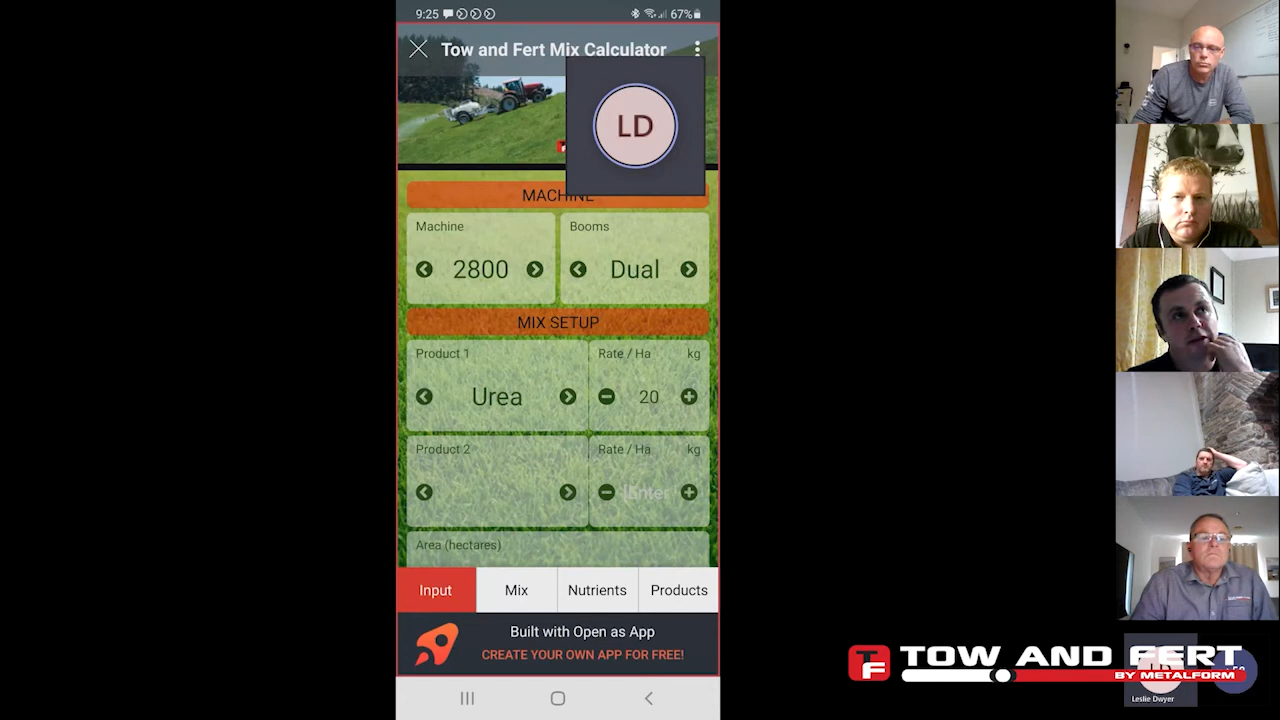 9:25
67%
Tow and Fert Mix Calculator
LD
MACHINE
Machine
Booms
2800
Dual
MIX SETUP
Product 1
Rate / Ha
kg
Urea
20
Product 2
Rate / Ha
kg
Enter
Area (hectares)
Input
Mix
Nutrients
Products
Built with Open as App
CREATE YOUR OWN APP FOR FREE!
TF
TOW AND FERT
BY METALFORM
Leslie Dwyer